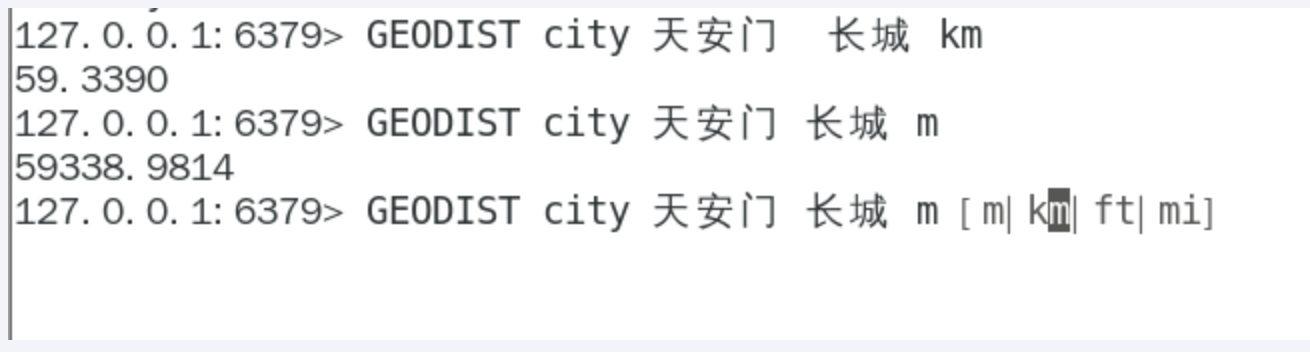 127.0.0.1:6379> GEODIST city 天安门  长城 km
59.3390
127.0.0.1:6379> GEODIST city 天安门 长城 m
59338.9814
127.0.0.1:6379> GEODIST city 天安门 长城 m [m|km|ft|mi]